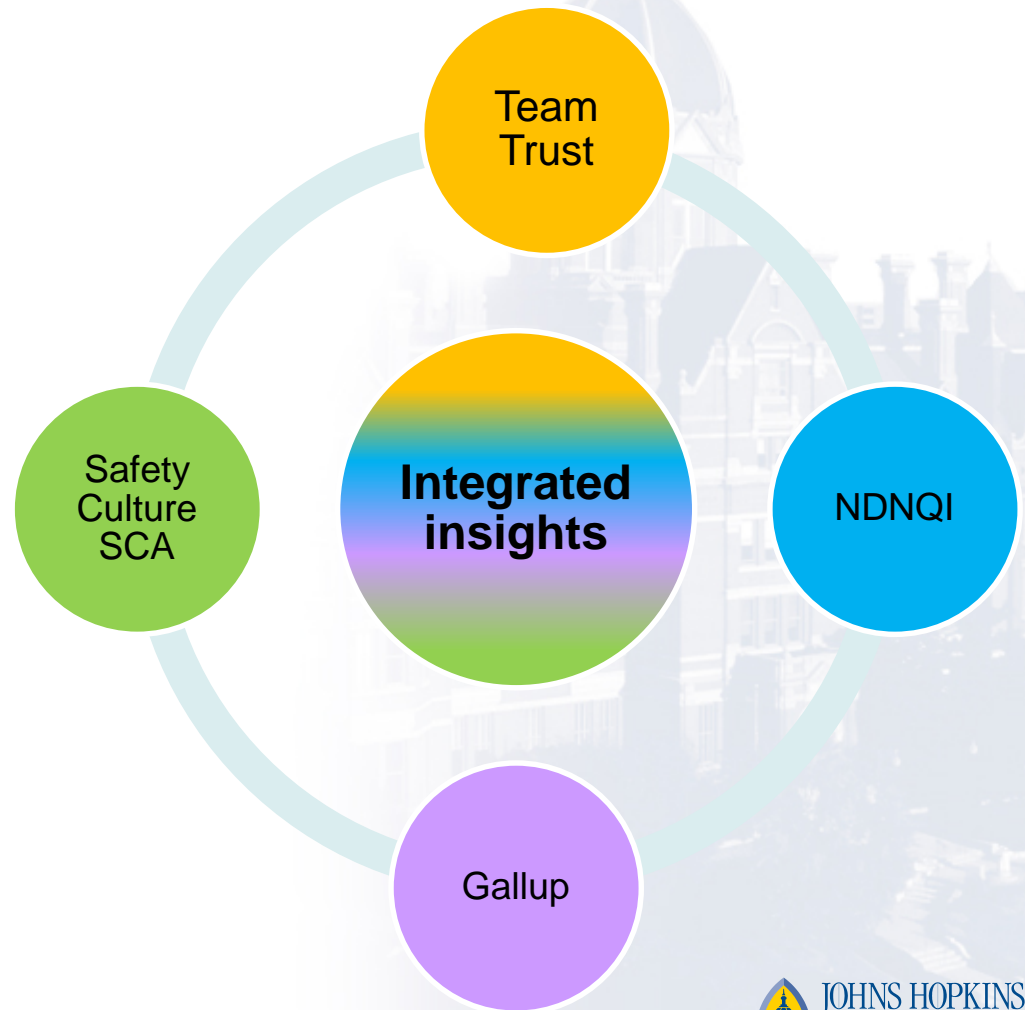 Team
Trust
Safety
Culture
SCA
Integrated
insights
NDNQI
Gallup
JOHNS HOPKINS